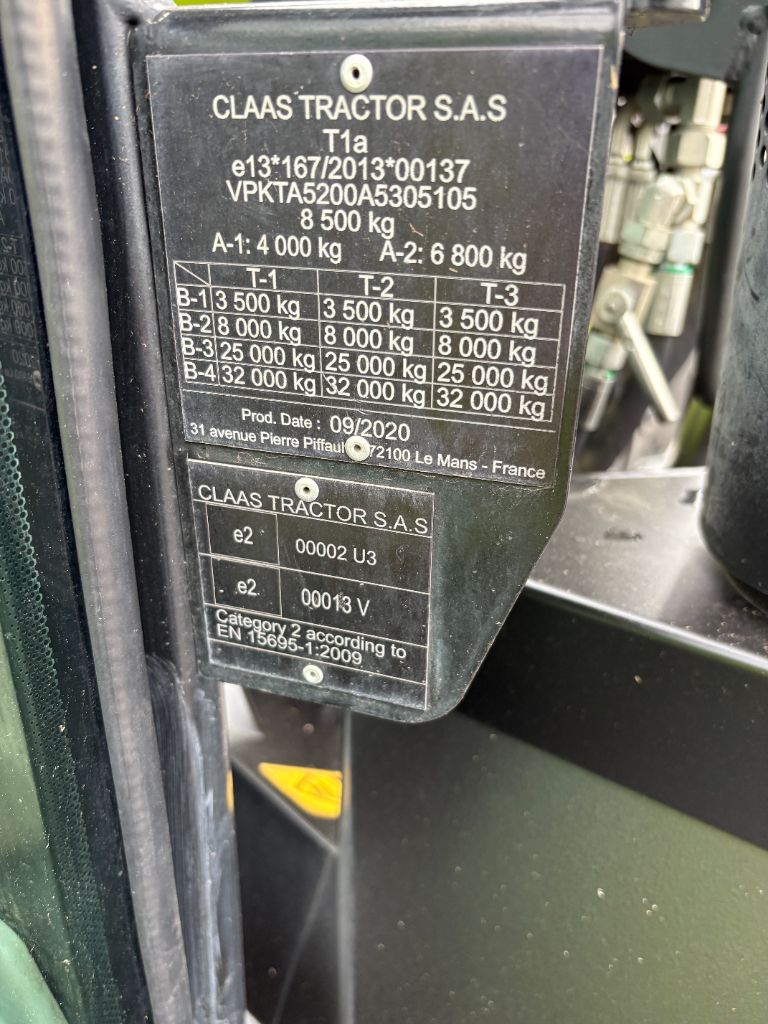 CLAAS TRACTOR S.A.S
T1a
e13*167/2013*00137
VPKTA5200A5305105
8 500 kg
A-1: 4 000 kg A-2: 6 800 kg
T-1 T-2 T-3
B-1 3 500 kg 3 500 kg 3 500 kg
B-2 8 000 kg 8 000 kg 8 000 kg
B-3 25 000 kg 25 000 kg 25 000 kg
B-4 32 000 kg 32 000 kg 32 000 kg
Prod. Date : 09/2020
31 avenue Pierre Piffaul 72100 Le Mans - France
CLAAS TRACTOR S.A.S
e2 00002 U3
e2 00013 V
Category 2 according to
EN 15695-1:2009